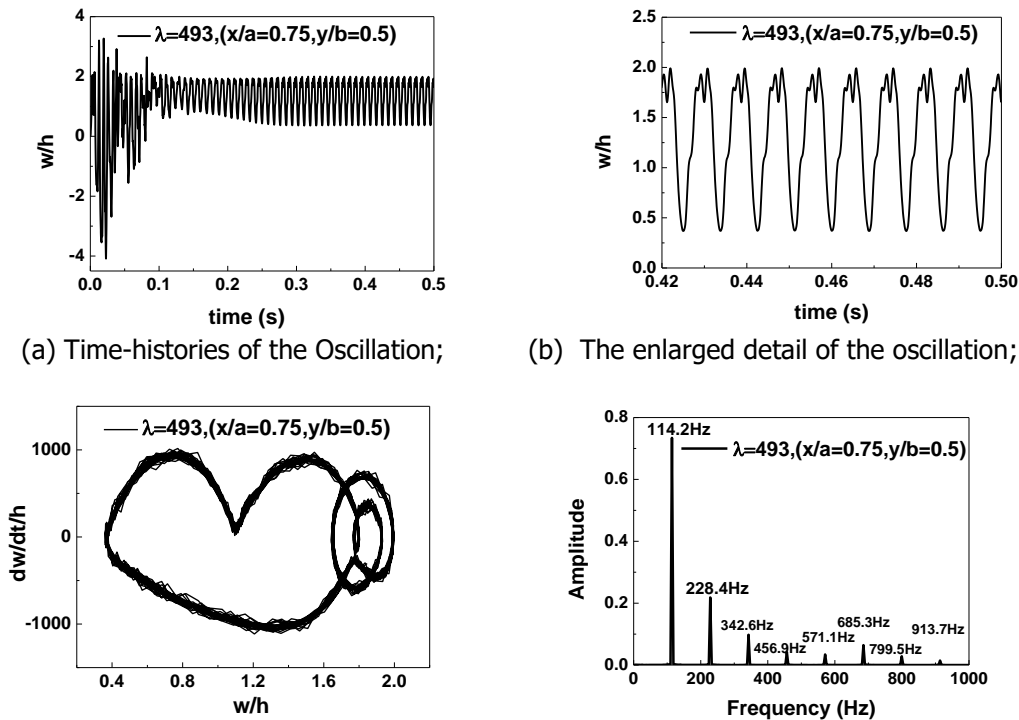 λ=493,(x/a=0.75,y/b=0.5)
w/h
4
2
0
-2
-4
0.0 0.1 0.2 0.3 0.4 0.5
time (s)
(a) Time-histories of the Oscillation;
λ=493,(x/a=0.75,y/b=0.5)
w/h
2.5
2.0
1.5
1.0
0.5
0.0
0.42 0.44 0.46 0.48 0.50
time (s)
(b) The enlarged detail of the oscillation;
λ=493,(x/a=0.75,y/b=0.5)
dw/dt/h
1000
0
-1000
0.4 0.8 1.2 1.6 2.0
w/h
0.8
114.2Hz
λ=493,(x/a=0.75,y/b=0.5)
Amplitude
0.6
0.4
0.2
228.4Hz
342.6Hz
456.9Hz
571.1Hz
685.3Hz
799.5Hz
913.7Hz
0.0
0 200 400 600 800 1000
Frequency (Hz)